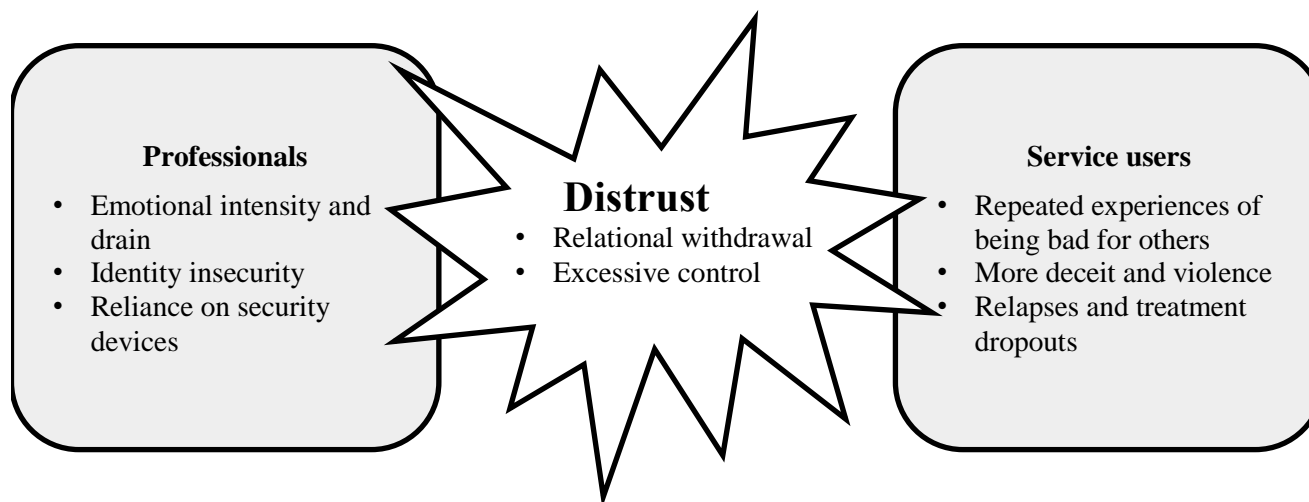 Professionals
• Emotional intensity and
drain
• Identity insecurity
• Reliance on security
devices
Distrust
• Relational withdrawal
• Excessive control
Service users
• Repeated experiences of
being bad for others
• More deceit and violence
• Relapses and treatment
dropouts